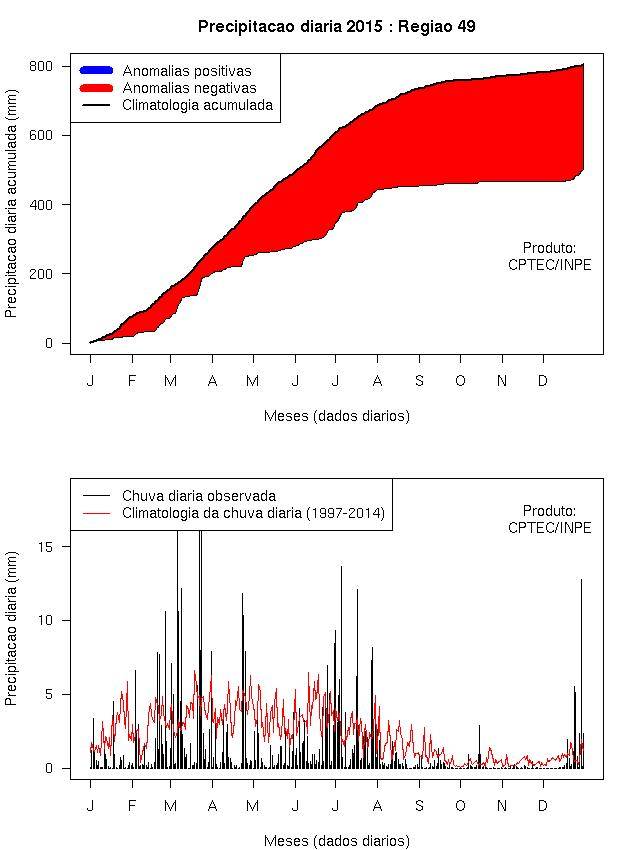 Precipitacao diaria 2015 : Regiao 49
Precipitacao diaria acumulada (mm)
800
600
400
200
0
Anomalias positivas
Anomalias negativas
Climatologia acumulada
Produto:
CPTEC/INPE
J F M A M J J A S O N D
Meses (dados diarios)
Precipitacao diaria (mm)
15
10
5
0
Chuva diaria observada
Climatologia da chuva diaria (1997-2014)
Produto:
CPTEC/INPE
J F M A M J J A S O N D
Meses (dados diarios)